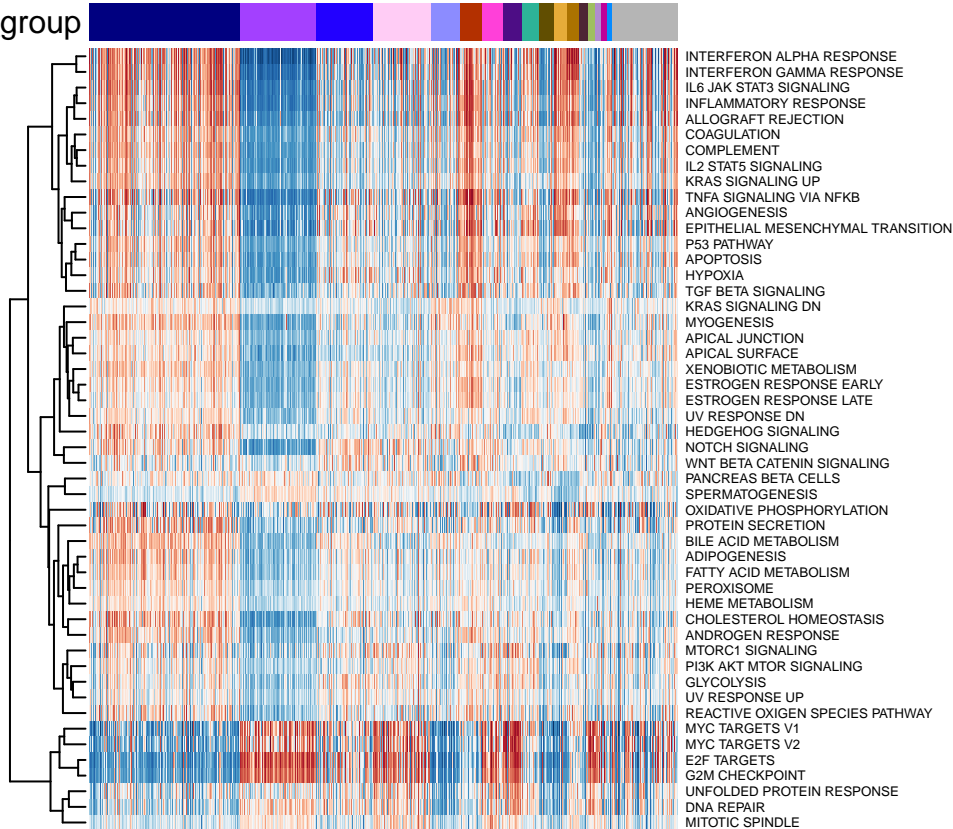 group
INTERFERON ALPHA RESPONSE
INTERFERON GAMMA RESPONSE
IL6 JAK STAT3 SIGNALING
INFLAMMATORY RESPONSE
ALLOGRAFT REJECTION
COAGULATION
COMPLEMENT
IL2 STAT5 SIGNALING
KRAS SIGNALING UP
TNFA SIGNALING VIA NFKB
ANGIOGENESIS
EPITHELIAL MESENCHYMAL TRANSITION
P53 PATHWAY
APOPTOSIS
HYPOXIA
TGF BETA SIGNALING
KRAS SIGNALING DN
MYOGENESIS
APICAL JUNCTION
APICAL SURFACE
XENOBIOTIC METABOLISM
ESTROGEN RESPONSE EARLY
ESTROGEN RESPONSE LATE
UV RESPONSE DN
HEDGEHOG SIGNALING
NOTCH SIGNALING
WNT BETA CATENIN SIGNALING
PANCREAS BETA CELLS
SPERMATOGENESIS
OXIDATIVE PHOSPHORYLATION
PROTEIN SECRETION
BILE ACID METABOLISM
ADIPOGENESIS
FATTY ACID METABOLISM
PEROXISOME
HEME METABOLISM
CHOLESTEROL HOMEOSTASIS
ANDROGEN RESPONSE
MTORC1 SIGNALING
PI3K AKT MTOR SIGNALING
GLYCOLYSIS
UV RESPONSE UP
REACTIVE OXIGEN SPECIES PATHWAY
MYC TARGETS V1
MYC TARGETS V2
E2F TARGETS
G2M CHECKPOINT
UNFOLDED PROTEIN RESPONSE
DNA REPAIR
MITOTIC SPINDLE